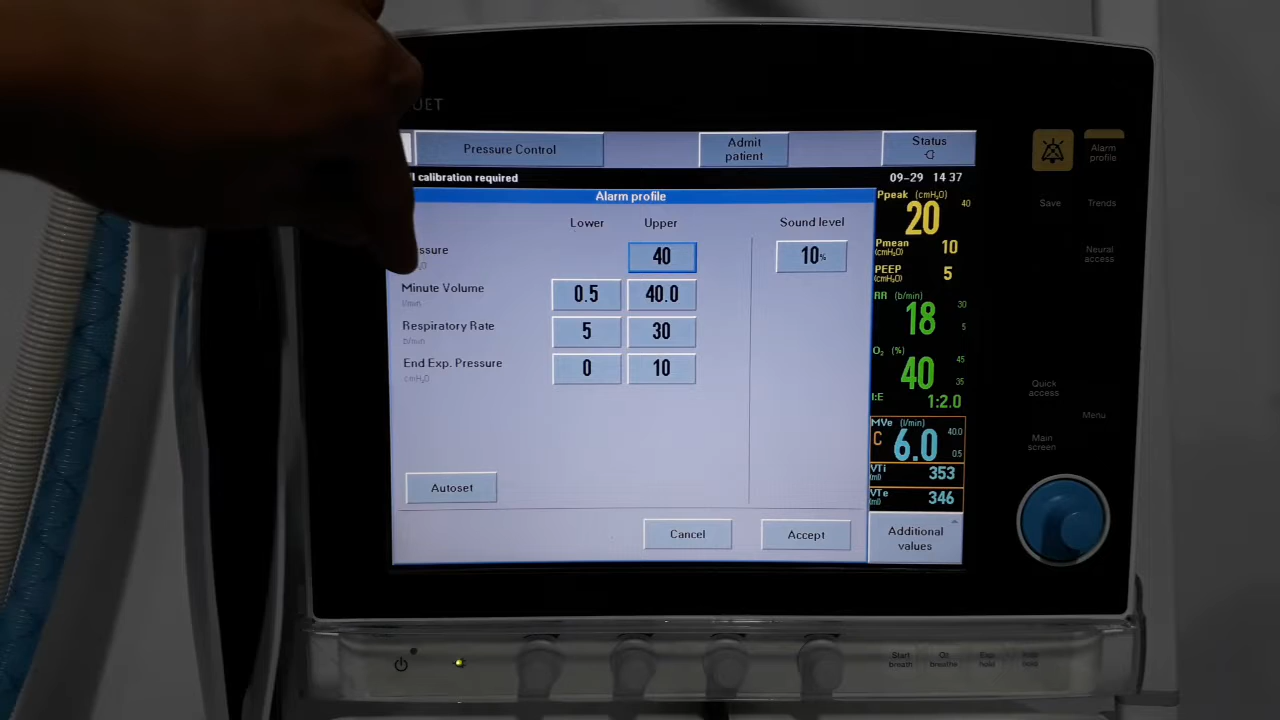 UET
Pressure Control
Admit
patient
Status
calibration required
09-29 14 37
Alarm profile
Lower Upper Sound level
ssure 40 10%
Minute Volume 0.5 40.0
l/min
Respiratory Rate 5 30
b/min
End Exp. Pressure 0 10
cmH₂O
Autoset
Cancel Accept
Ppeak (cmH₂O)
20 40
Pmean
(cmH₂O) 10
PEEP
(cmH₂O) 5
RR (b/min) 30
18 5
O₂ (%) 45
40 35
I:E 1:2.0
MVe (l/min) 40.0
C 6.0 0.5
VTi
(ml) 353
VTe
(ml) 346
Additional
values
Alarm
profile
Save Trends
Neural
access
Quick
access
Menu
Main
screen
Start
breath
O₂
breaths
Exp
hold
hold